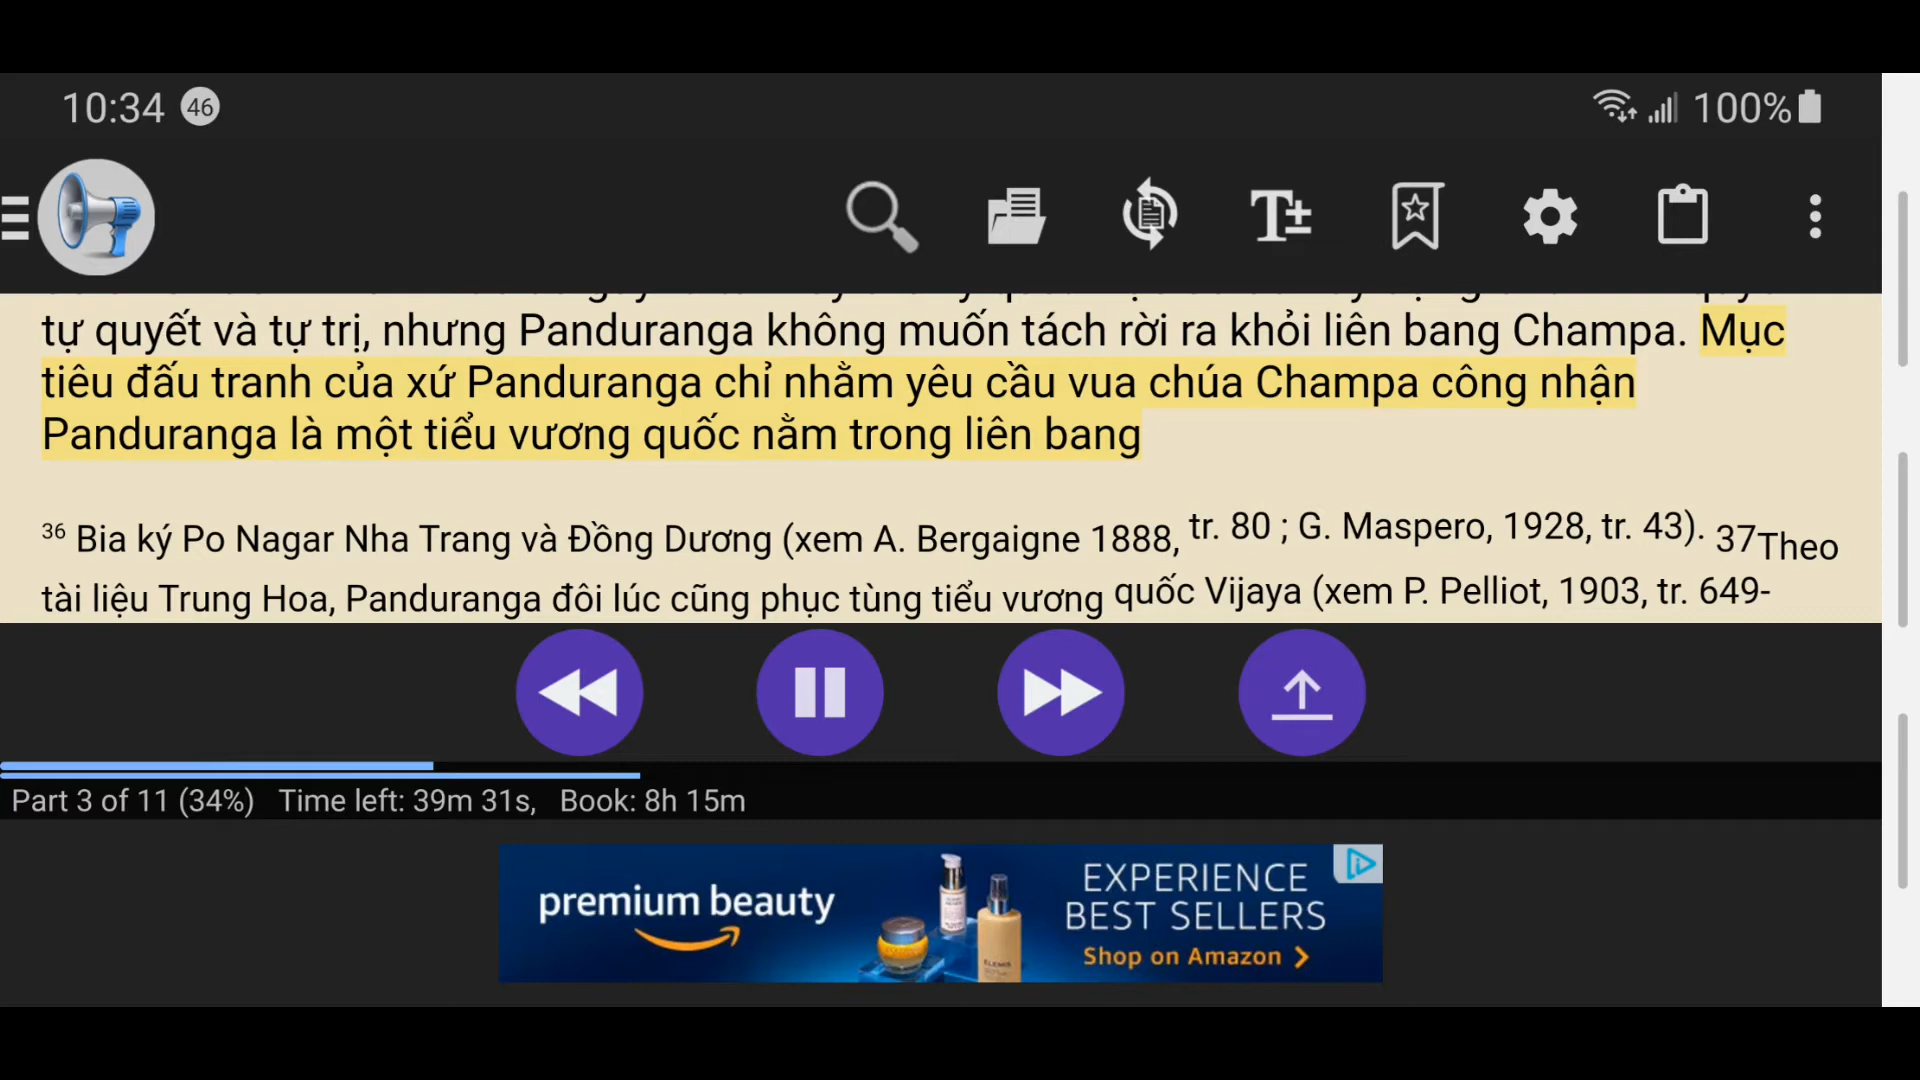 10:34 46 100%
tự quyết và tự trị, nhưng Panduranga không muốn tách rời ra khỏi liên bang Champa. Mục
tiêu đấu tranh của xứ Panduranga chỉ nhằm yêu cầu vua chúa Champa công nhận
Panduranga là một tiểu vương quốc nằm trong liên bang
36 Bia ký Po Nagar Nha Trang và Đồng Dương (xem A. Bergaigne 1888, tr. 80 ; G. Maspero, 1928, tr. 43). 37Theo
tài liệu Trung Hoa, Panduranga đôi lúc cũng phục tùng tiểu vương quốc Vijaya (xem P. Pelliot, 1903, tr. 649-
Part 3 of 11 (34%) Time left: 39m 31s, Book: 8h 15m
premium beauty
EXPERIENCE
BEST SELLERS
Shop on Amazon
ELEMIS